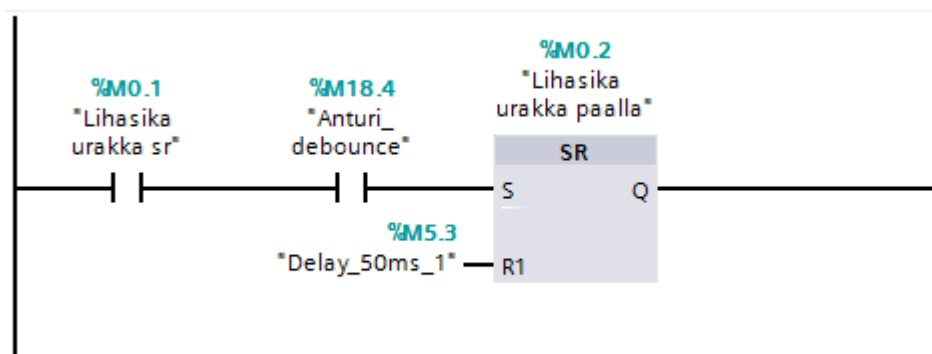 %M0.1
"Lihasika
urakka sr"
%M18.4
"Anturi_
debounce"
%M0.2
"Lihasika
urakka paalla"
SR
S
Q
%M5.3
"Delay_50ms_1"
R1